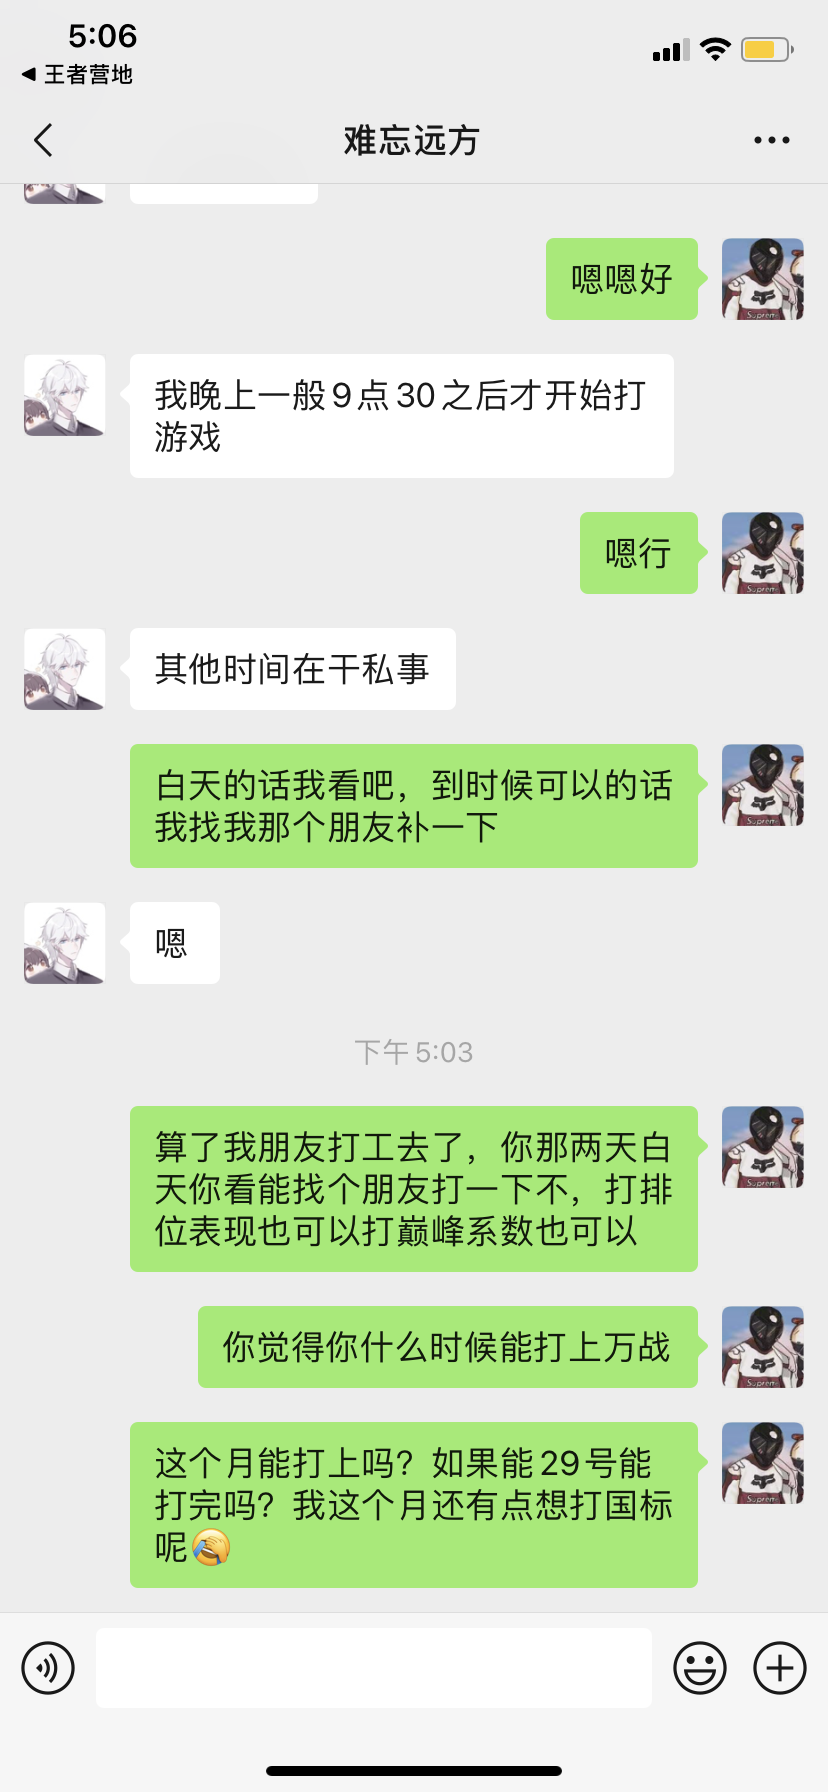 5:06
王者营地
难忘远方
嗯嗯好
我晚上一般9点30之后才开始打
游戏
嗯行
其他时间在干私事
白天的话我看吧，到时候可以的话
我找我那个朋友补一下
嗯
下午 5:03
算了我朋友打工去了，你那两天白
天你看能找个朋友打一下不，打排
位表现也可以打巅峰系数也可以
你觉得你什么时候能打上万战
这个月能打上吗？如果能29号能
打完吗？我这个月还有点想打国标
呢🤣